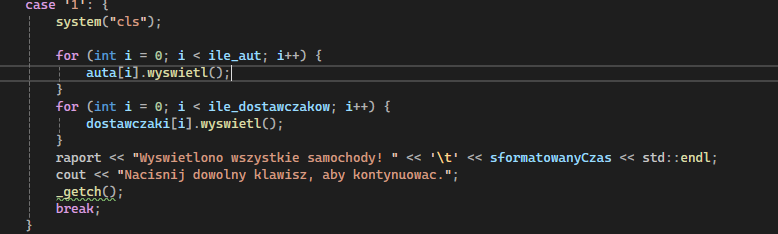 case '1': {
system("cls");
for (int i = 0; i < ile_aut; i++) {
auta[i].wyswietl();
}
for (int i = 0; i < ile_dostawczakow; i++) {
dostawczaki[i].wyswietl();
}
raport << "Wyswietlono wszystkie samochody! " << '\t' << sformatowanyCzas << std::endl;
cout << "Nacisnij dowolny klawisz, aby kontynuowac.";
_getch();
break;
}